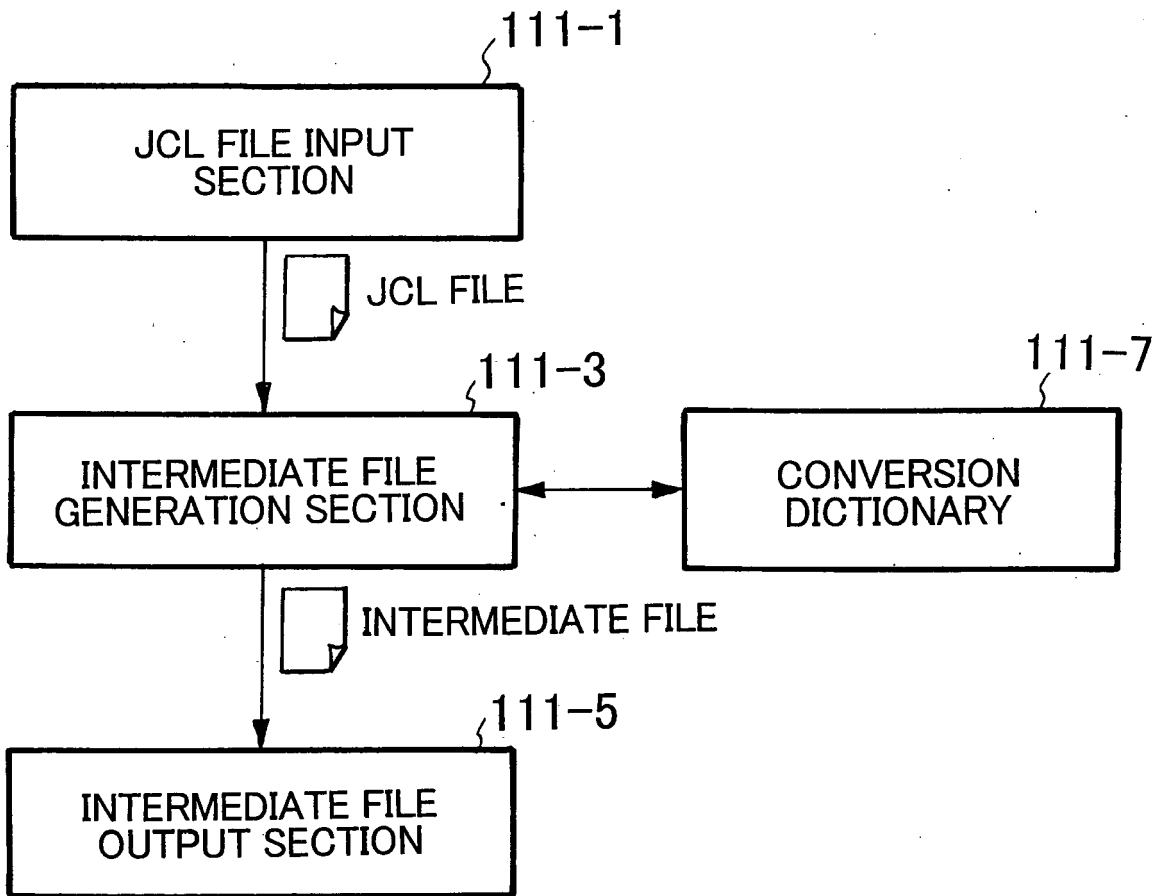 111-1
JCL FILE INPUT
SECTION
JCL FILE
111-3
111-7
INTERMEDIATE FILE
GENERATION SECTION
CONVERSION
DICTIONARY
INTERMEDIATE FILE
111-5
INTERMEDIATE FILE
OUTPUT SECTION